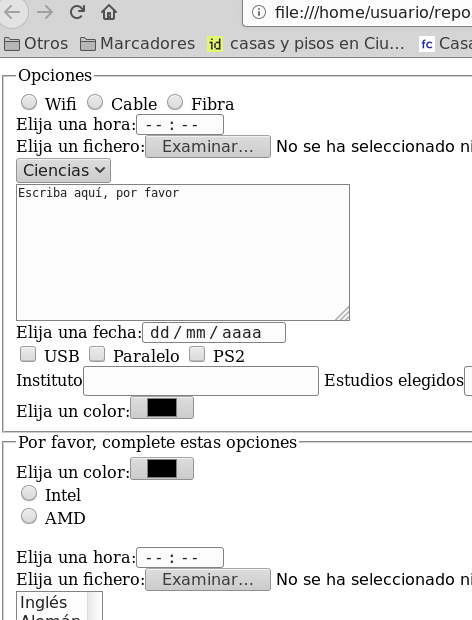 file:///home/usuario/repo
Otros Marcadores casas y pisos en Ciu... fc Casa
Opciones
Wifi Cable Fibra
Elija una hora: --:--
Elija un fichero: Examinar... No se ha seleccionado ni
Ciencias
Escriba aquí, por favor
Elija una fecha: dd/mm/aaaa
USB Paralelo PS2
Instituto Estudios elegidos
Elija un color:
Por favor, complete estas opciones
Elija un color:
Intel
AMD
Elija una hora: --:--
Elija un fichero: Examinar... No se ha seleccionado ni
Inglés
Alemán